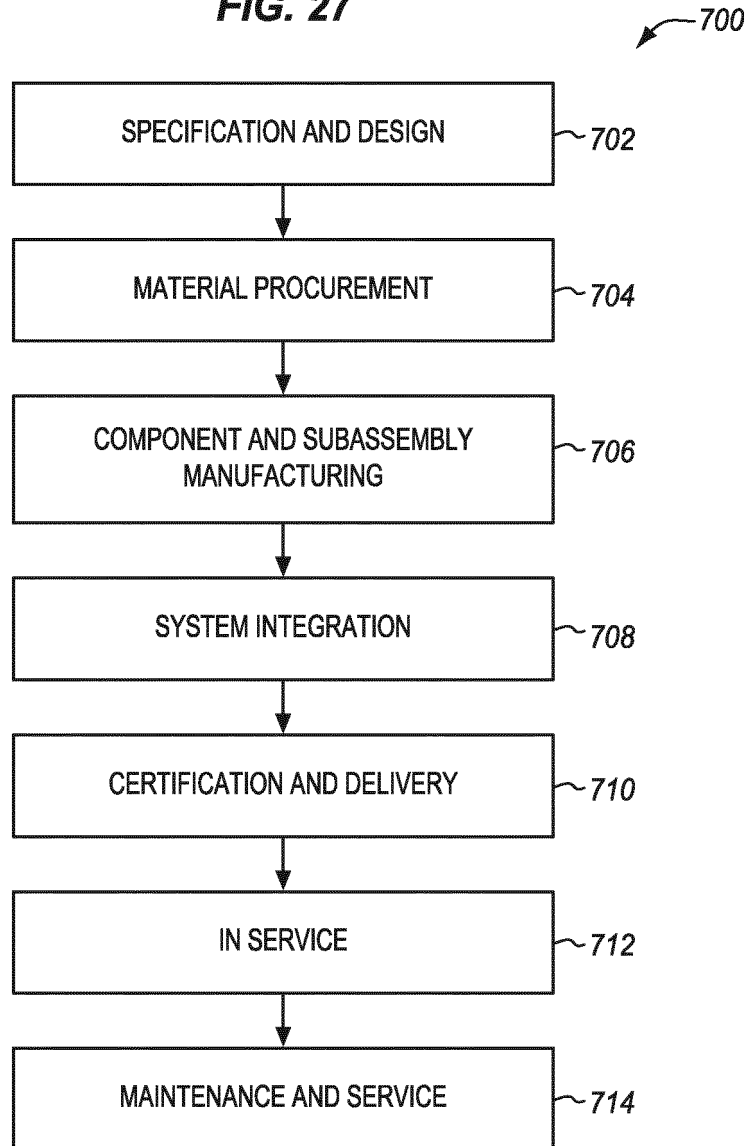 FIG. 27
700
SPECIFICATION AND DESIGN
702
MATERIAL PROCUREMENT
704
COMPONENT AND SUBASSEMBLY
MANUFACTURING
706
SYSTEM INTEGRATION
708
CERTIFICATION AND DELIVERY
710
IN SERVICE
712
MAINTENANCE AND SERVICE
714